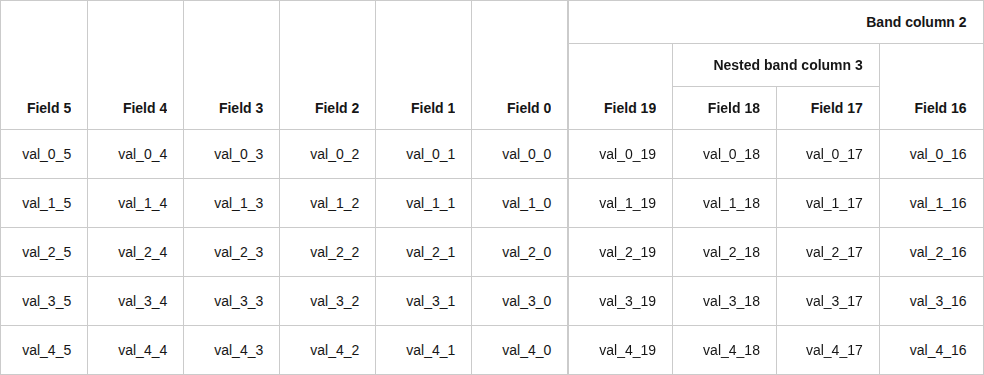 Band column 2
Nested band column 3
Field 5 Field 4 Field 3 Field 2 Field 1 Field 0 Field 19 Field 18 Field 17 Field 16
val_0_5 val_0_4 val_0_3 val_0_2 val_0_1 val_0_0 val_0_19 val_0_18 val_0_17 val_0_16
val_1_5 val_1_4 val_1_3 val_1_2 val_1_1 val_1_0 val_1_19 val_1_18 val_1_17 val_1_16
val_2_5 val_2_4 val_2_3 val_2_2 val_2_1 val_2_0 val_2_19 val_2_18 val_2_17 val_2_16
val_3_5 val_3_4 val_3_3 val_3_2 val_3_1 val_3_0 val_3_19 val_3_18 val_3_17 val_3_16
val_4_5 val_4_4 val_4_3 val_4_2 val_4_1 val_4_0 val_4_19 val_4_18 val_4_17 val_4_16